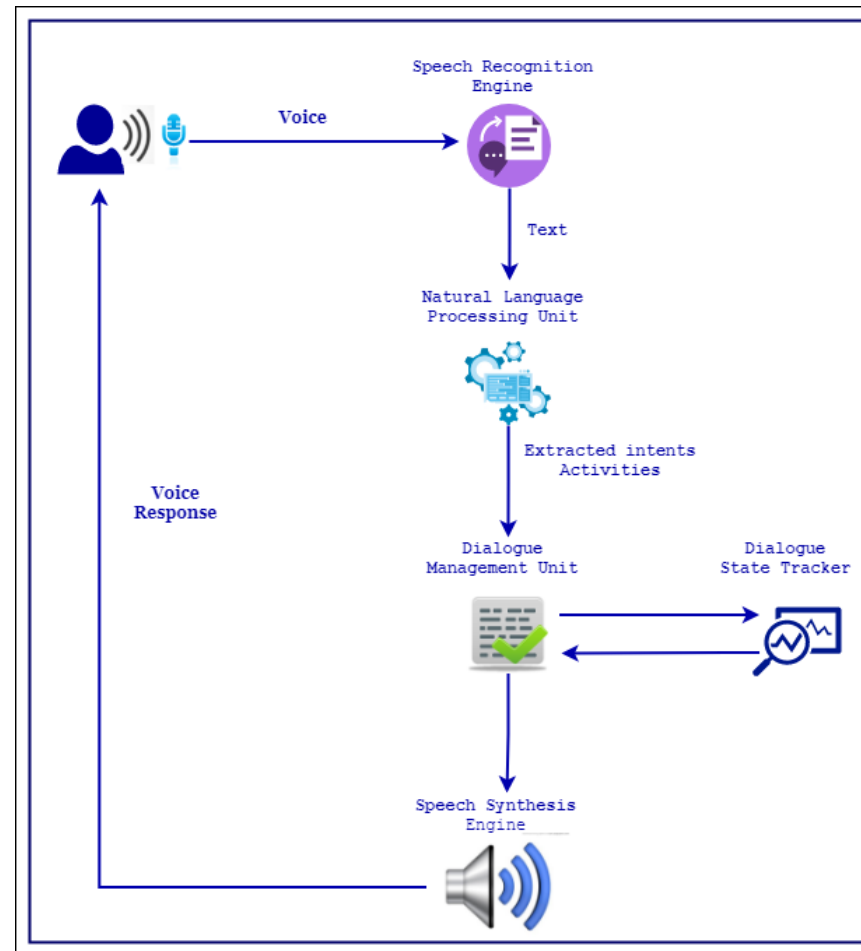 Speech Recognition
Engine
Voice
Text
Natural Language
Processing Unit
Extracted intents
Activities
Voice
Response
Dialogue
Management Unit
Dialogue
State Tracker
Speech Synthesis
Engine